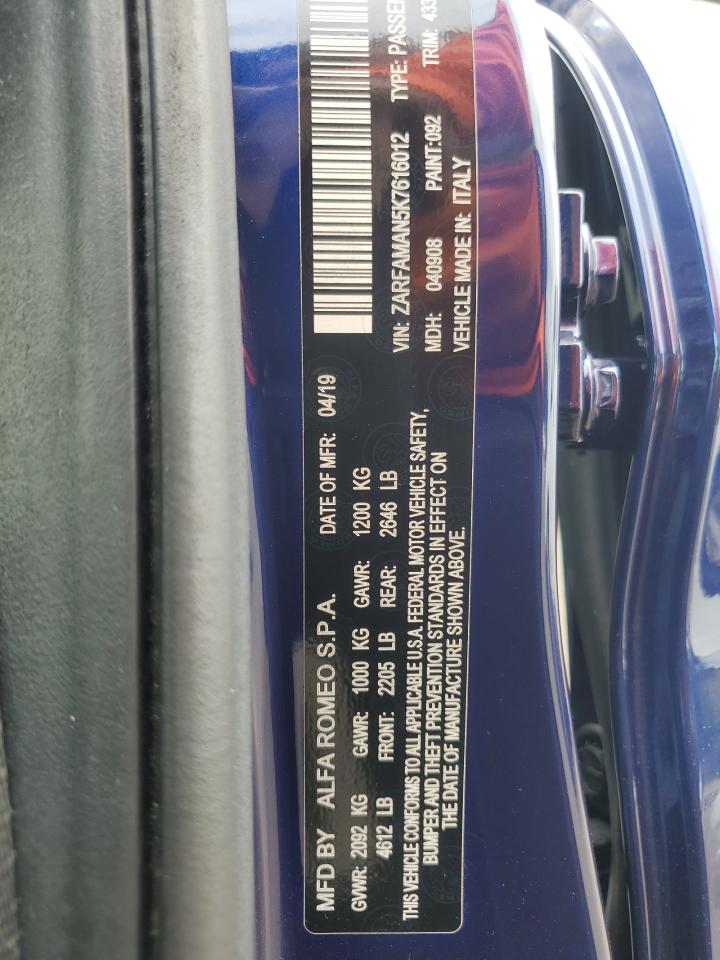 MFD BY ALFA ROMEO S.P.A. DATE OF MFR: 04/19
GVWR: 2092 KG GAWR: 1000 KG GAWR: 1200 KG
4612 LB FRONT: 2205 LB REAR: 2646 LB
THIS VEHICLE CONFORMS TO ALL APPLICABLE U.S.A. FEDERAL MOTOR VEHICLE SAFETY,
BUMPER AND THEFT PREVENTION STANDARDS IN EFFECT ON
THE DATE OF MANUFACTURE SHOWN ABOVE.
VIN: ZARFAMAN5K7616012 TYPE:
MDH: 040908 PAINT:092 TRIM:
VEHICLE MADE IN: ITALY